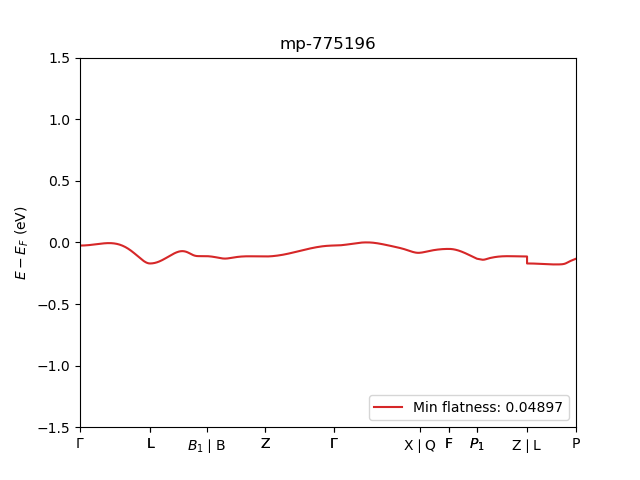 mp-775196
E − E_F (eV)
1.5
1.0
0.5
0.0
−0.5
−1.0
−1.5
Min flatness: 0.04897
Γ L B₁ | B Z Γ X | Q F P₁ Z | L P